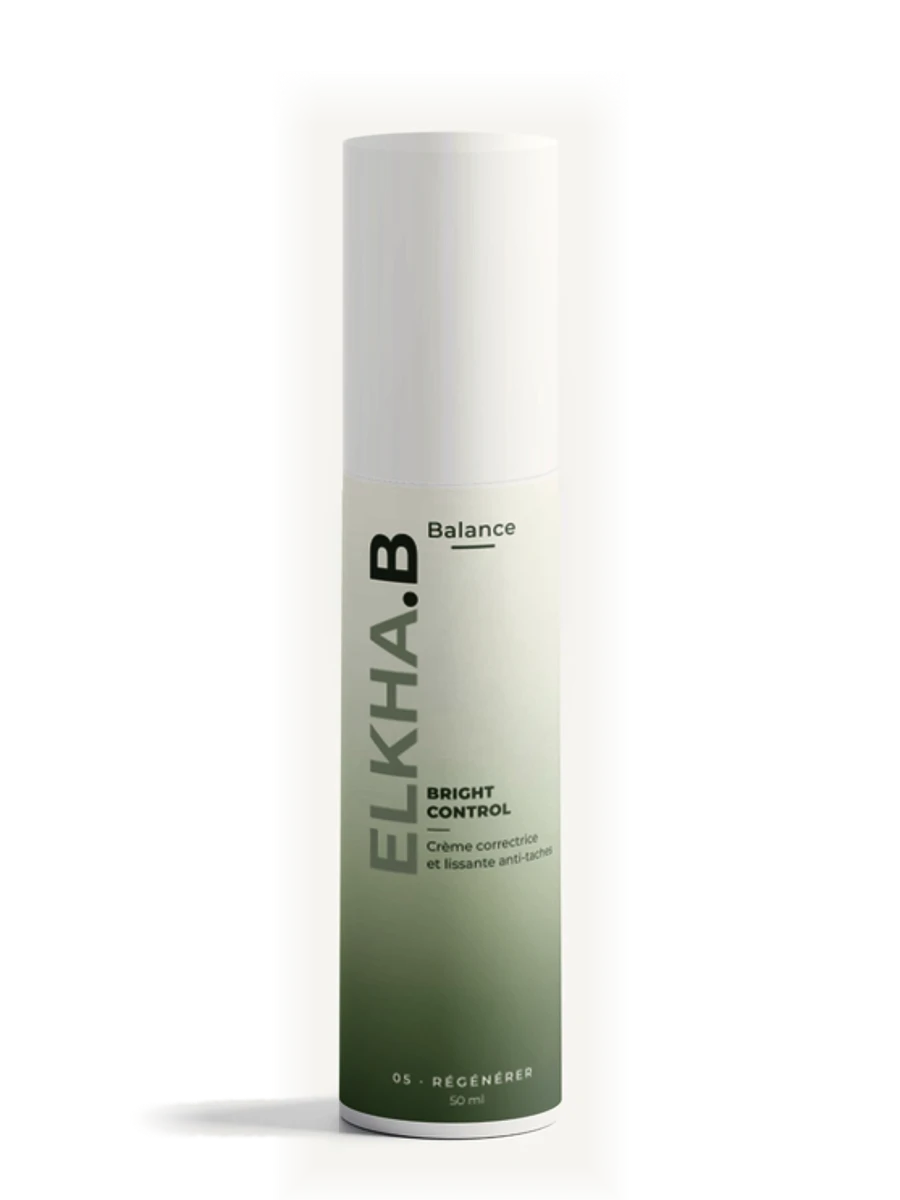 Balance
ELKHA.B
BRIGHT
CONTROL
Crème correctrice
et lissante anti-taches
05 · RÉGÉNÉRER
50 ml